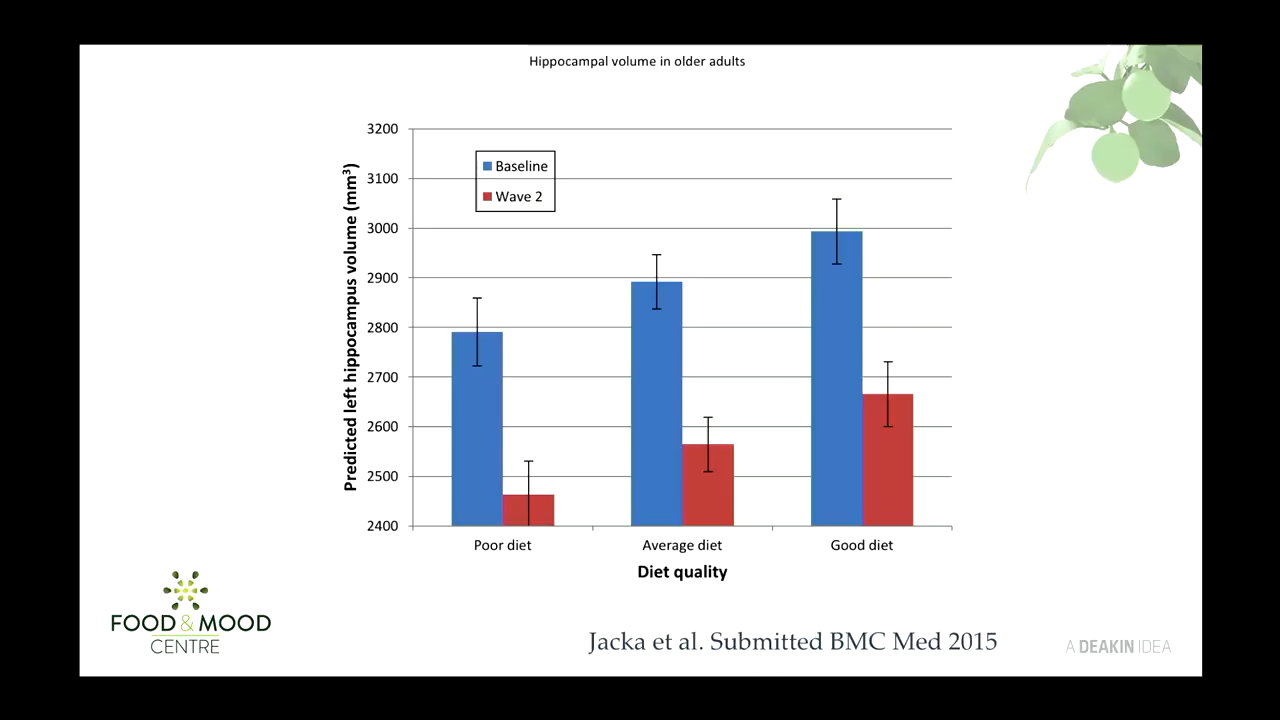 Hippocampal volume in older adults
3200
3100
3000
2900
2800
2700
2600
2500
2400
Predicted left hippocampus volume (mm³)
Baseline
Wave 2
Poor diet
Average diet
Good diet
Diet quality
FOOD & MOOD
CENTRE
Jacka et al. Submitted BMC Med 2015
A DEAKIN IDEA